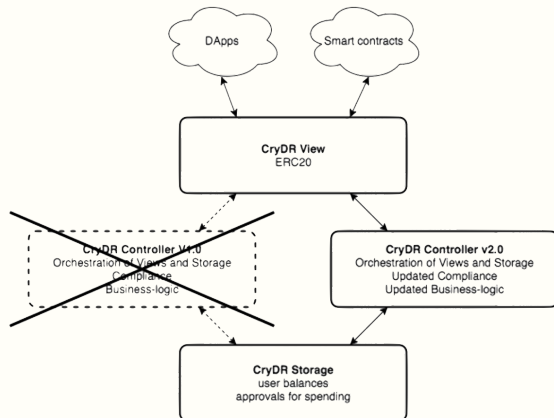 DApps
Smart contracts
CryDR View
ERC20
CryDR Controller V1.0
Orchestration of Views and Storage
Compliance
Business-logic
CryDR Controller v2.0
Orchestration of Views and Storage
Updated Compliance
Updated Business-logic
CryDR Storage
user balances
approvals for spending